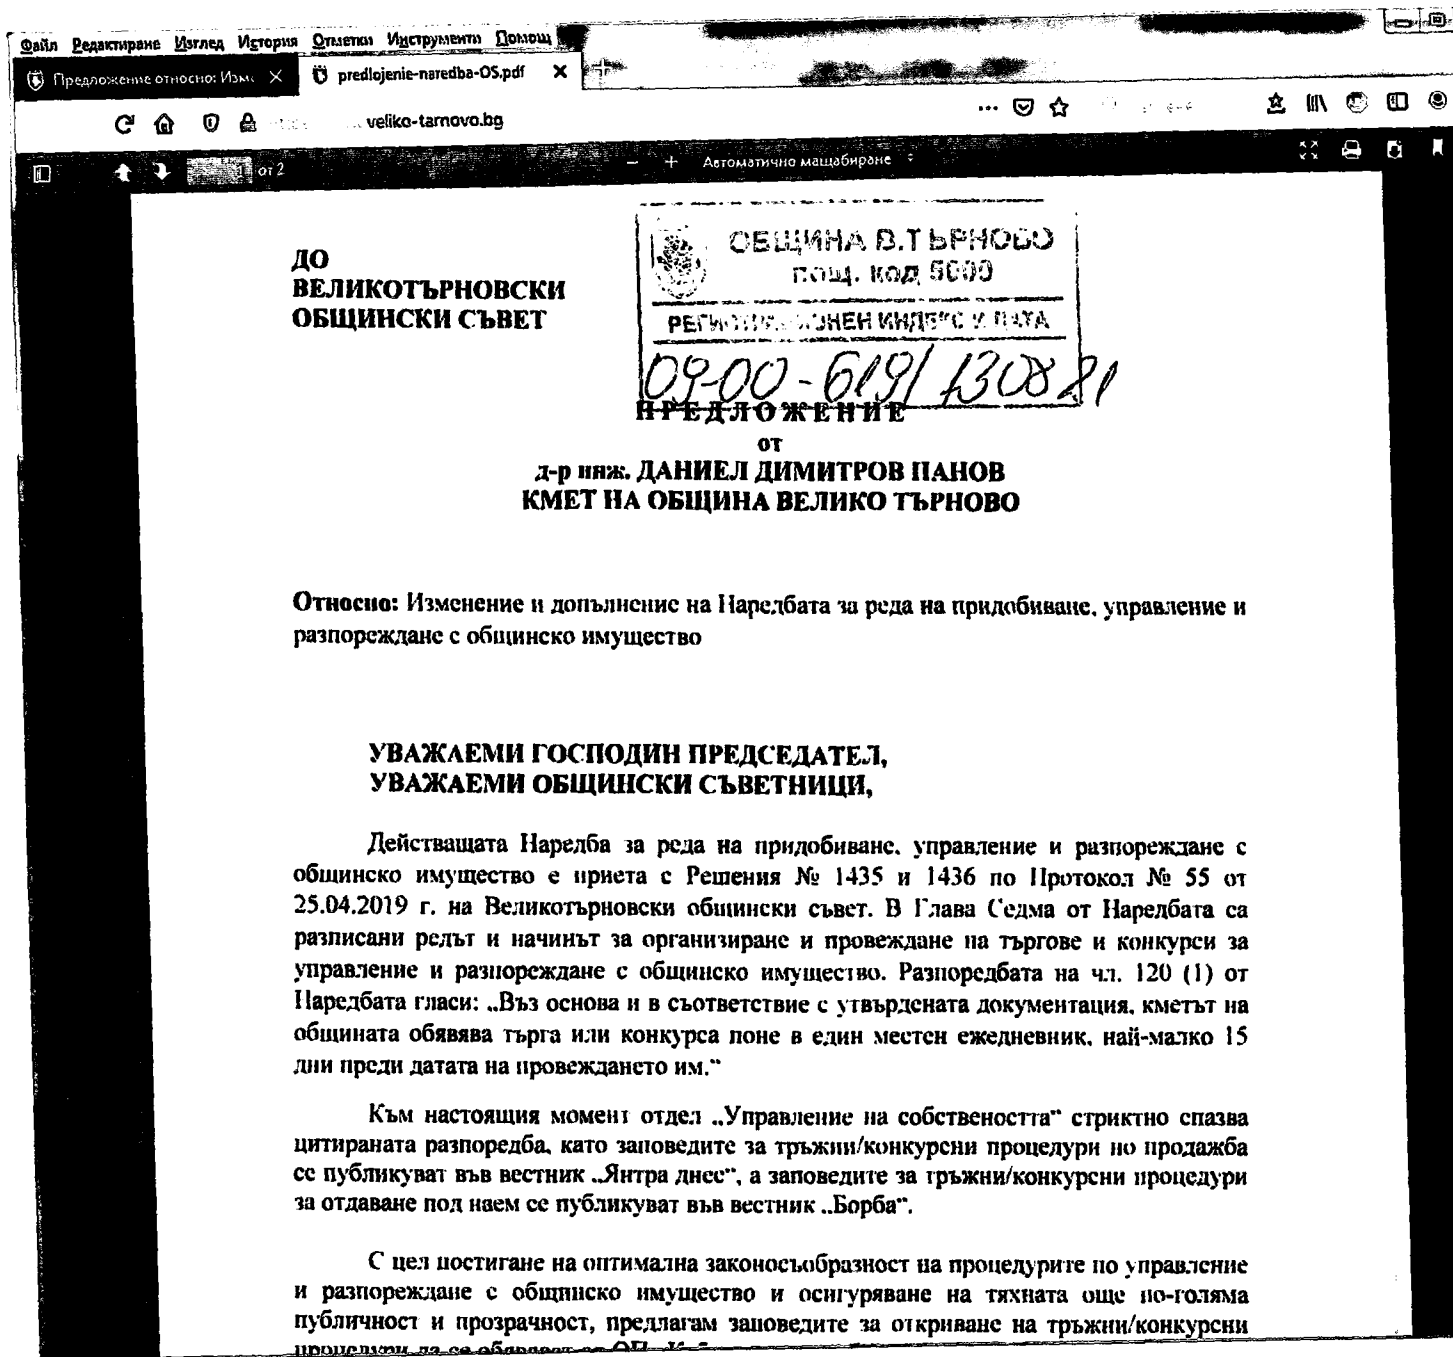 Файл Редактиране Изглед История Отметки Инструменти Помощ
Предложение относно: Изме
predlojenie-naredba-OS.pdf
veliko-tarnovo.bg
1 от 2
Автоматично мащабиране
ДО
ВЕЛИКОТЪРНОВСКИ
ОБЩИНСКИ СЪВЕТ
ОБЩИНА В.ТЪРНОВО
пощ. код 5000
РЕГИСТРАЦИОНЕН ИНДЕКС И ДАТА
09-00-619/130821
ПРЕДЛОЖЕНИЕ
от
д-р инж. ДАНИЕЛ ДИМИТРОВ ПАНОВ
КМЕТ НА ОБЩИНА ВЕЛИКО ТЪРНОВО
Относно: Изменение и допълнение на Наредбата за реда на придобиване, управление и
разпореждане с общинско имущество
УВАЖАЕМИ ГОСПОДИН ПРЕДСЕДАТЕЛ,
УВАЖАЕМИ ОБЩИНСКИ СЪВЕТНИЦИ,
Действащата Наредба за реда на придобиване, управление и разпореждане с
общинско имущество е приета с Решения № 1435 и 1436 по Протокол № 55 от
25.04.2019 г. на Великотърновски общински съвет. В Глава Седма от Наредбата са
разписани редът и начинът за организиране и провеждане на търгове и конкурси за
управление и разпореждане с общинско имущество. Разпоредбата на чл. 120 (1) от
Наредбата гласи: „Въз основа и в съответствие с утвърдената документация, кметът на
общината обявява търга или конкурса поне в един местен ежедневник, най-малко 15
дни преди датата на провеждането им.“
Към настоящия момент отдел „Управление на собствеността“ стриктно спазва
цитираната разпоредба, като заповедите за тръжни/конкурсни процедури по продажба
се публикуват във вестник „Янтра днес“, а заповедите за тръжни/конкурсни процедури
за отдаване под наем се публикуват във вестник „Борба“.
С цел постигане на оптимална законосъобразност на процедурите по управление
и разпореждане с общинско имущество и осигуряване на тяхната още по-голяма
публичност и прозрачност, предлагам заповедите за откриване на тръжни/конкурсни
процедури да се обявяват